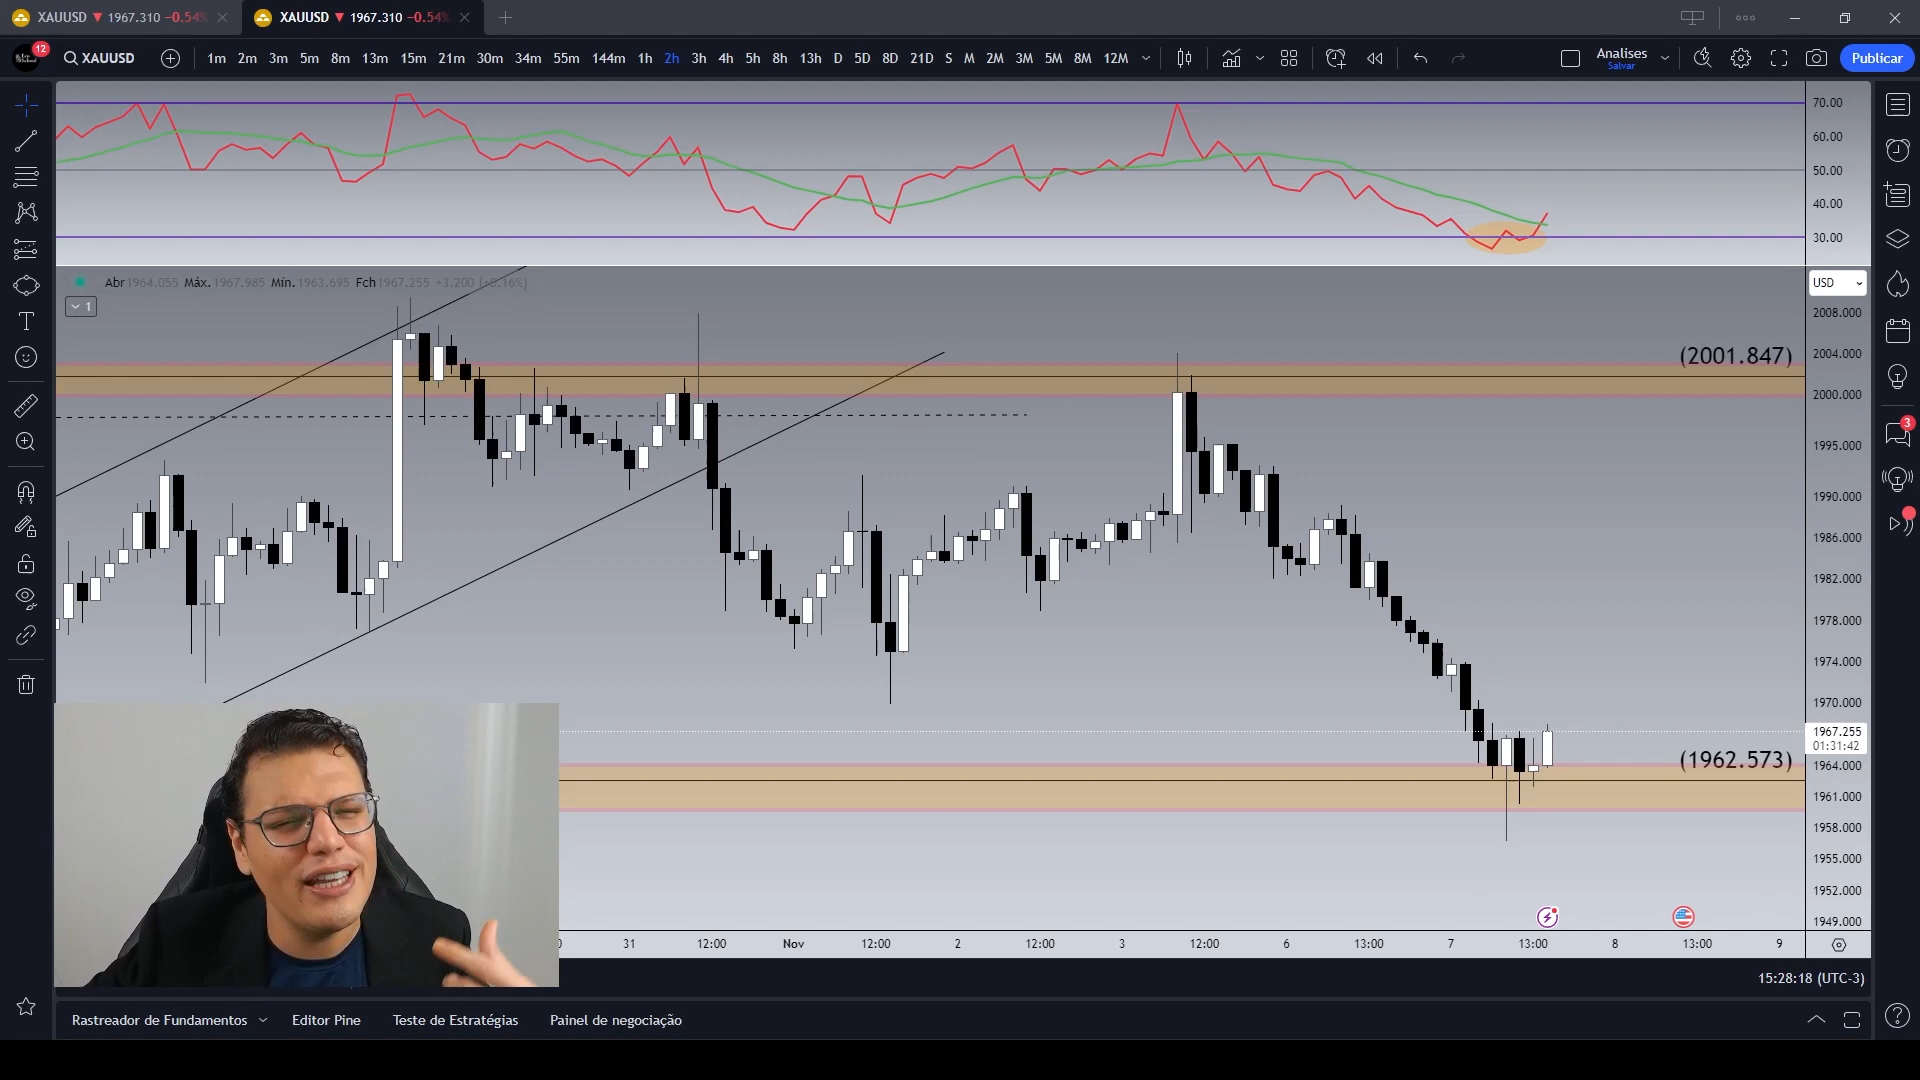 XAUUSD ▼ 1967.310 −0.54%
XAUUSD ▼ 1967.310 −0.54%
12
XAUUSD
1m 2m 3m 5m 8m 13m 15m 21m 30m 34m 55m 144m 1h 2h 3h 4h 5h 8h 13h D 5D 8D 21D S M 2M 3M 5M 8M 12M
Analises
Salvar
Publicar
70.00
60.00
50.00
40.00
30.00
Abr 1964.055 Máx. 1967.985 Mín. 1963.695 Fch 1967.255 +3.200 (+0.16%)
1
USD
2008.000
(2001.847)
2004.000
2000.000
1995.000
1990.000
1986.000
1982.000
1978.000
1974.000
1970.000
1967.255
01:31:42
(1962.573)
1964.000
1961.000
1958.000
1955.000
1952.000
1949.000
3
31 12:00 Nov 12:00 2 12:00 3 12:00 6 13:00 7 13:00 8 13:00 9
15:28:18 (UTC-3)
Rastreador de Fundamentos Editor Pine Teste de Estratégias Painel de negociação